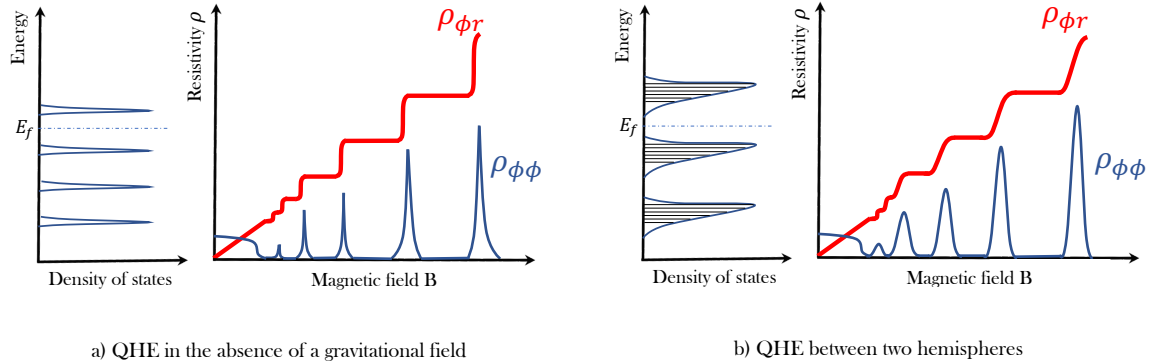 Energy
E_f
Density of states
Resistivity ρ
ρ_ϕr
ρ_ϕϕ
Magnetic field B
a) QHE in the absence of a gravitational field
Energy
E_f
Density of states
Resistivity ρ
ρ_ϕr
ρ_ϕϕ
Magnetic field B
b) QHE between two hemispheres